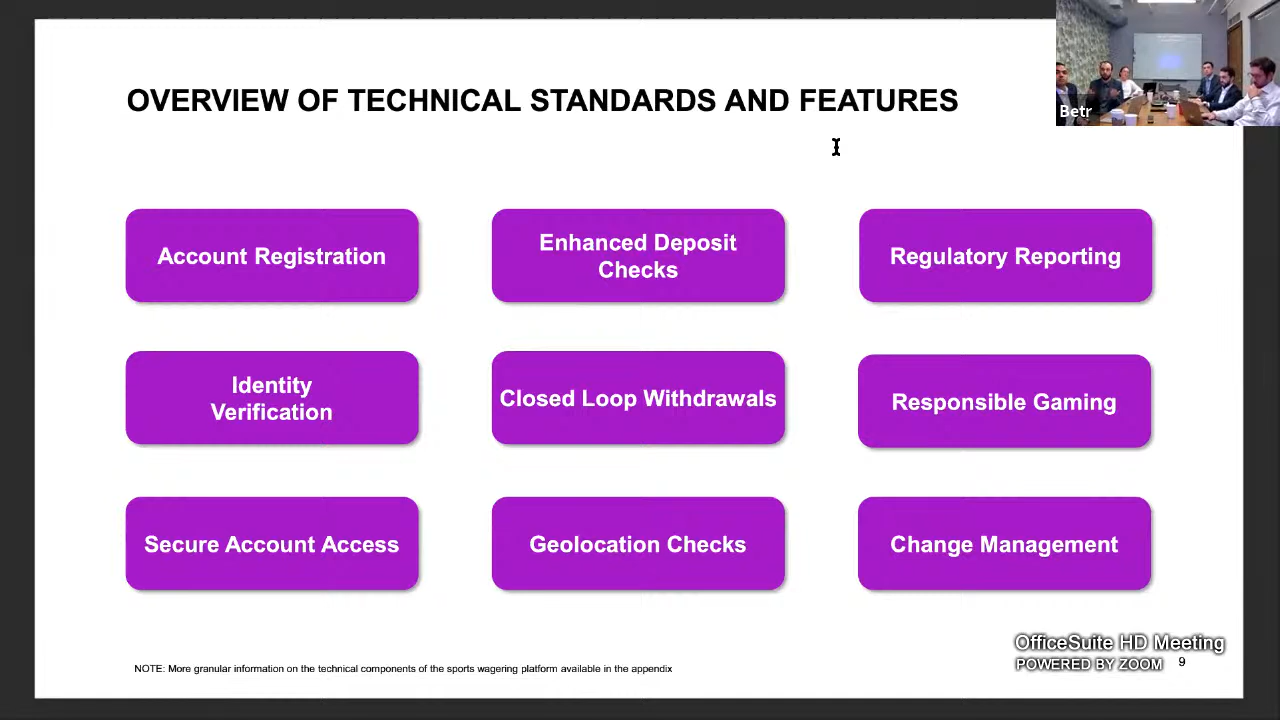 OVERVIEW OF TECHNICAL STANDARDS AND FEATURES
Betr
Account Registration
Enhanced Deposit
Checks
Regulatory Reporting
Identity
Verification
Closed Loop Withdrawals
Responsible Gaming
Secure Account Access
Geolocation Checks
Change Management
OfficeSuite HD Meeting
POWERED BY ZOOM
9
NOTE: More granular information on the technical components of the sports wagering platform available in the appendix